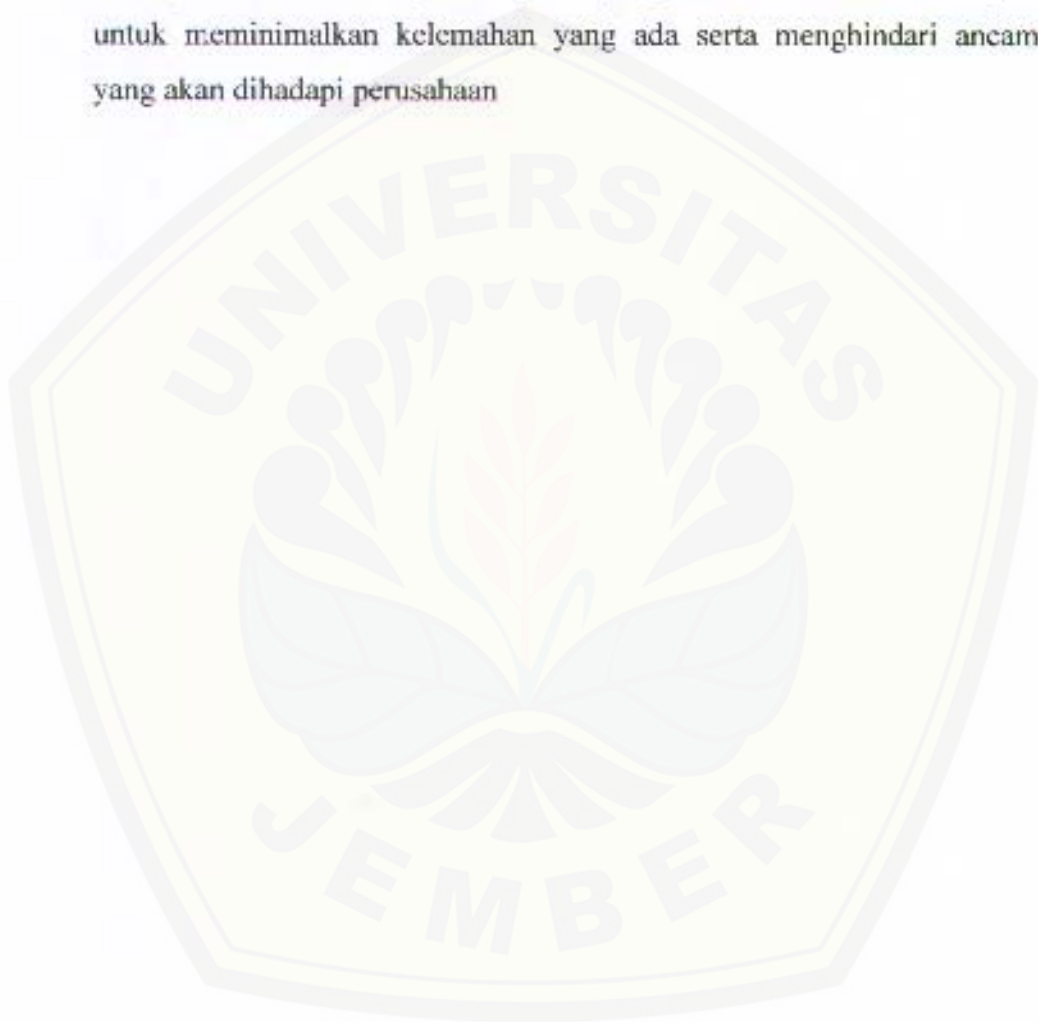 untuk meminimalkan kelemahan yang ada serta menghindari ancam
yang akan dihadapi perusahaan
UNIVERSITAS
JEMBER